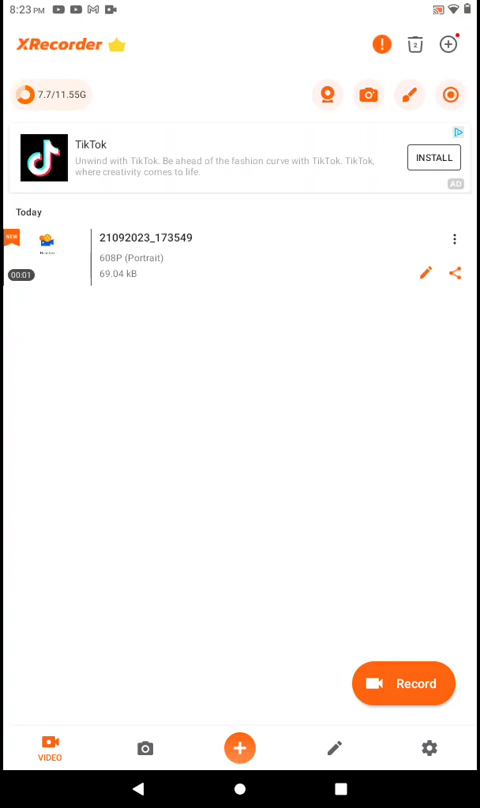 8:23 PM
XRecorder
2
7.7/11.55G
TikTok
Unwind with TikTok. Be ahead of the fashion curve with TikTok. TikTok,
where creativity comes to life.
INSTALL
AD
Today
NEW
21092023_173549
608P (Portrait)
69.04 kB
00:01
Record
VIDEO